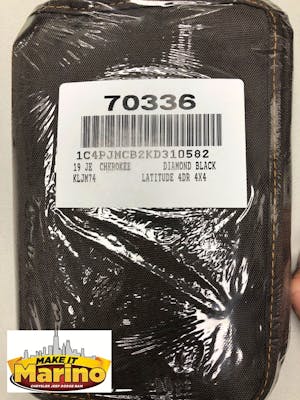 70336
1C4PJMCB2KD310582
19 JE CHEROKEE DIAMOND BLACK
KLJM74 LATITUDE 4DR 4X4
MAKE IT
Marino
CHRYSLER JEEP DODGE RAM